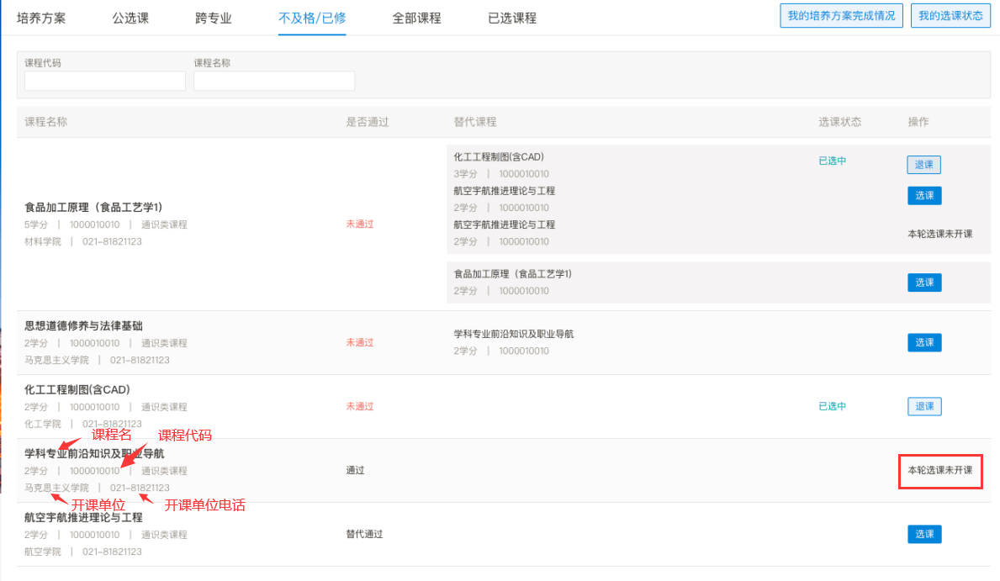 培养方案
公选课
跨专业
不及格/已修
全部课程
已选课程
我的培养方案完成情况
我的选课状态
课程代码
课程名称
课程名称
是否通过
替代课程
选课状态
操作
食品加工原理（食品工艺学1)
5学分 | 1000010010 | 通识类课程
材料学院 | 021-81821123
未通过
化工工程制图(含CAD)
3学分 | 1000010010
已选中
退课
航空宇航推进理论与工程
2学分 | 1000010010
选课
航空宇航推进理论与工程
2学分 | 1000010010
本轮选课未开课
食品加工原理（食品工艺学1)
2学分 | 1000010010
选课
思想道德修养与法律基础
2学分 | 1000010010 | 通识类课程
马克思主义学院 | 021-81821123
未通过
学科专业前沿知识及职业导航
2学分 | 1000010010
选课
化工工程制图(含CAD)
2学分 | 1000010010 | 通识类课程
化工学院 | 021-81821123
未通过
已选中
退课
课程名
课程代码
学科专业前沿知识及职业导航
2学分 | 1000010010 | 通识类课程
马克思主义学院 | 021-81821123
通过
本轮选课未开课
开课单位
开课单位电话
航空宇航推进理论与工程
2学分 | 1000010010 | 通识类课程
航空学院 | 021-81821123
替代通过
选课